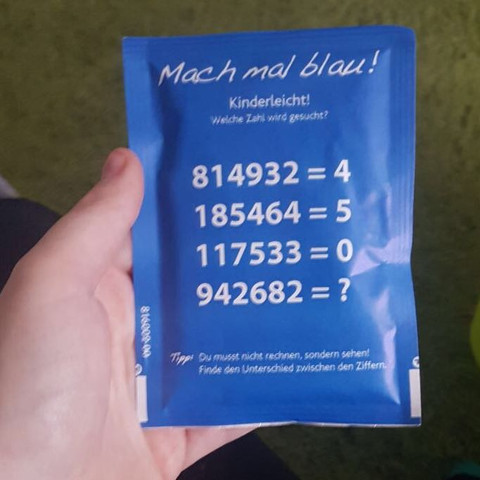 Mach mal blau!
Kinderleicht!
Welche Zahl wird gesucht?
814932 = 4
185464 = 5
117533 = 0
942682 = ?
Tipp: Du musst nicht rechnen, sondern sehen!
Finde den Unterschied zwischen den Ziffern.